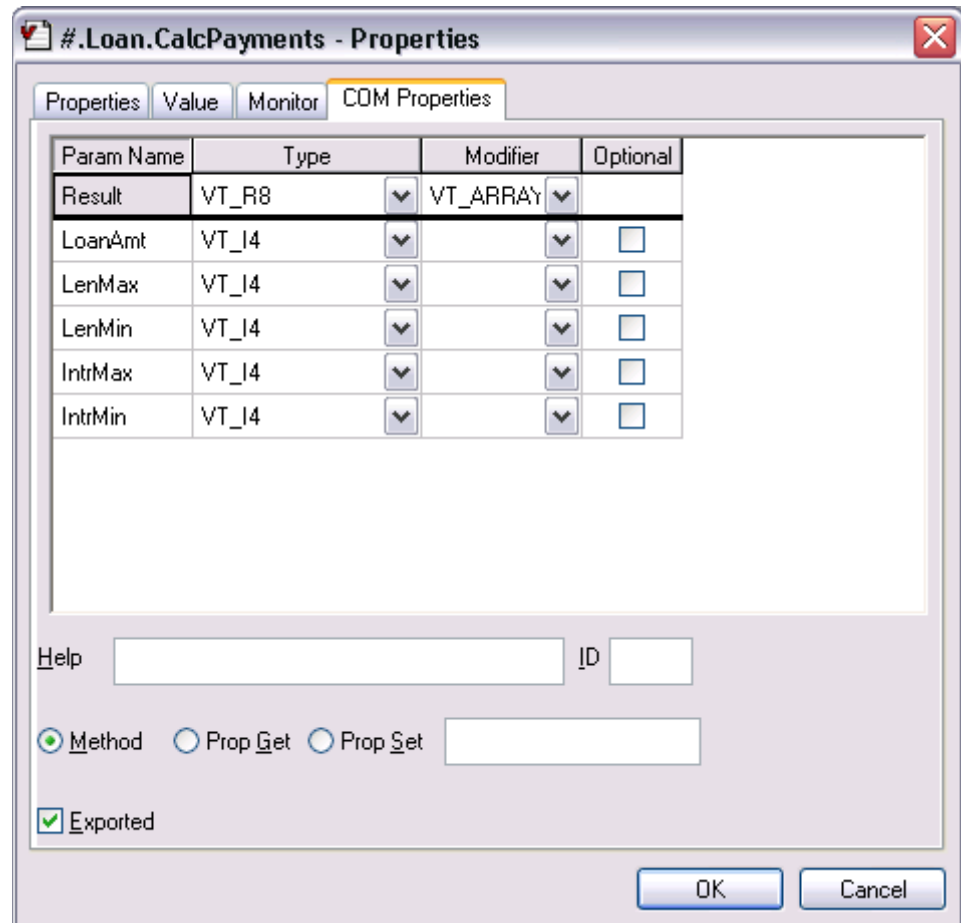 #.Loan.CalcPayments - Properties
Properties Value Monitor COM Properties
Param Name Type Modifier Optional
Result VT_R8 VT_ARRAY
LoanAmt VT_I4
LenMax VT_I4
LenMin VT_I4
IntrMax VT_I4
IntrMin VT_I4
Help ID
Method Prop Get Prop Set
Exported
OK Cancel